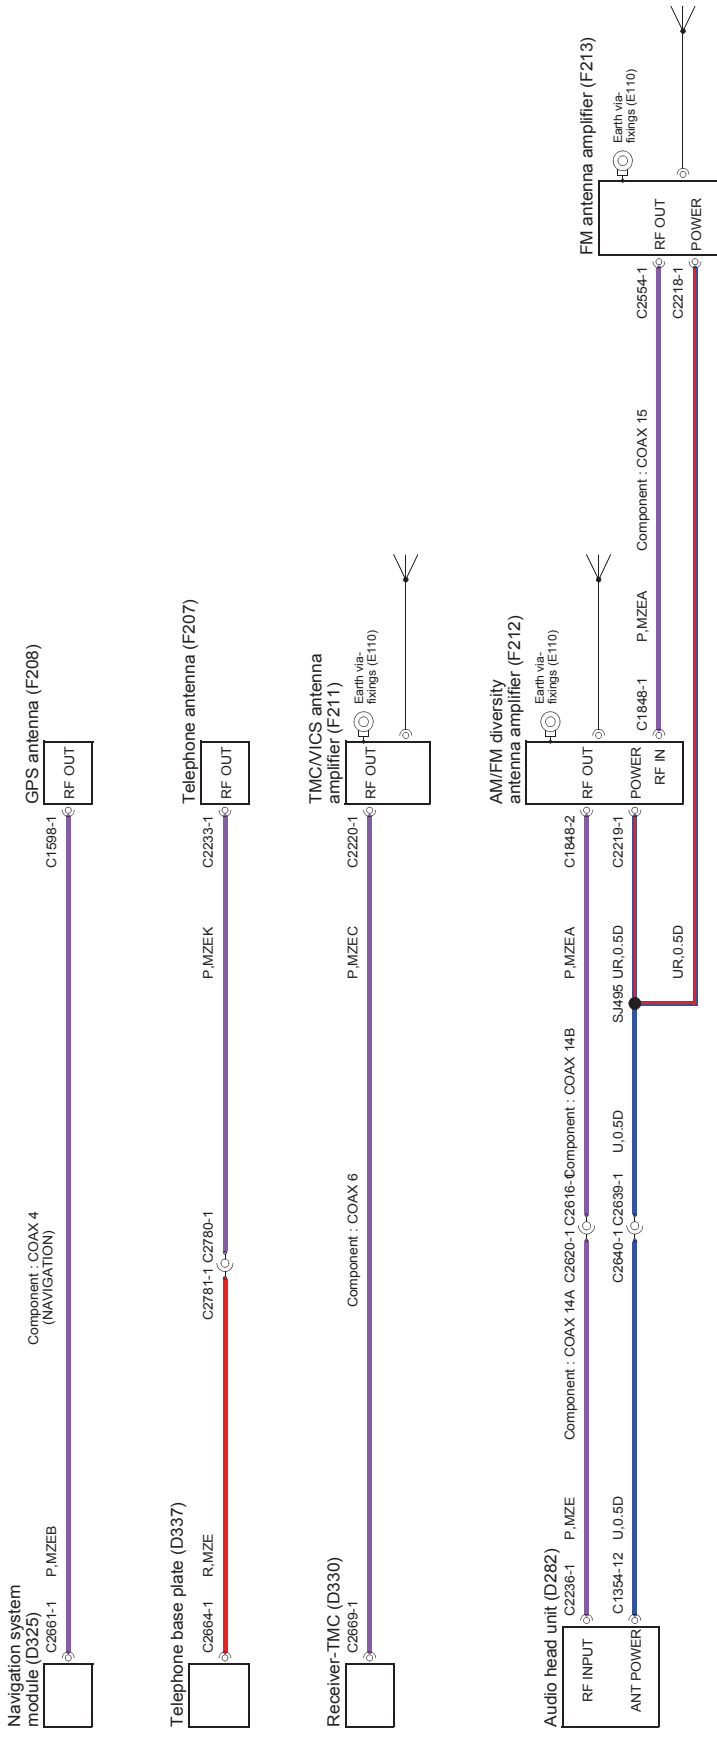 Navigation system
module (D325)
C2661-1
P,MZEB
Component : COAX 4
(NAVIGATION)
C1598-1
GPS antenna (F208)
RF OUT
Telephone base plate (D337)
C2664-1
R,MZE
C2781-1
C2780-1
P,MZEK
C2233-1
Telephone antenna (F207)
RF OUT
Receiver-TMC (D330)
C2669-1
Component : COAX 6
P,MZEC
C2220-1
TMC/VICS antenna
amplifier (F211)
RF OUT
Earth via-
fixings (E110)
Audio head unit (D282)
RF INPUT
ANT POWER
C2236-1
P,MZE
Component : COAX 14A
C2620-1
C2616-1
Component : COAX 14B
P,MZEA
C1848-2
C1354-12
U,0.5D
C2640-1
C2639-1
U,0.5D
SJ495
UR,0.5D
C2219-1
UR,0.5D
AM/FM diversity
antenna amplifier (F212)
RF OUT
POWER
RF IN
Earth via-
fixings (E110)
C1848-1
P,MZEA
Component : COAX 15
C2554-1
C2218-1
FM antenna amplifier (F213)
RF OUT
POWER
Earth via-
fixings (E110)